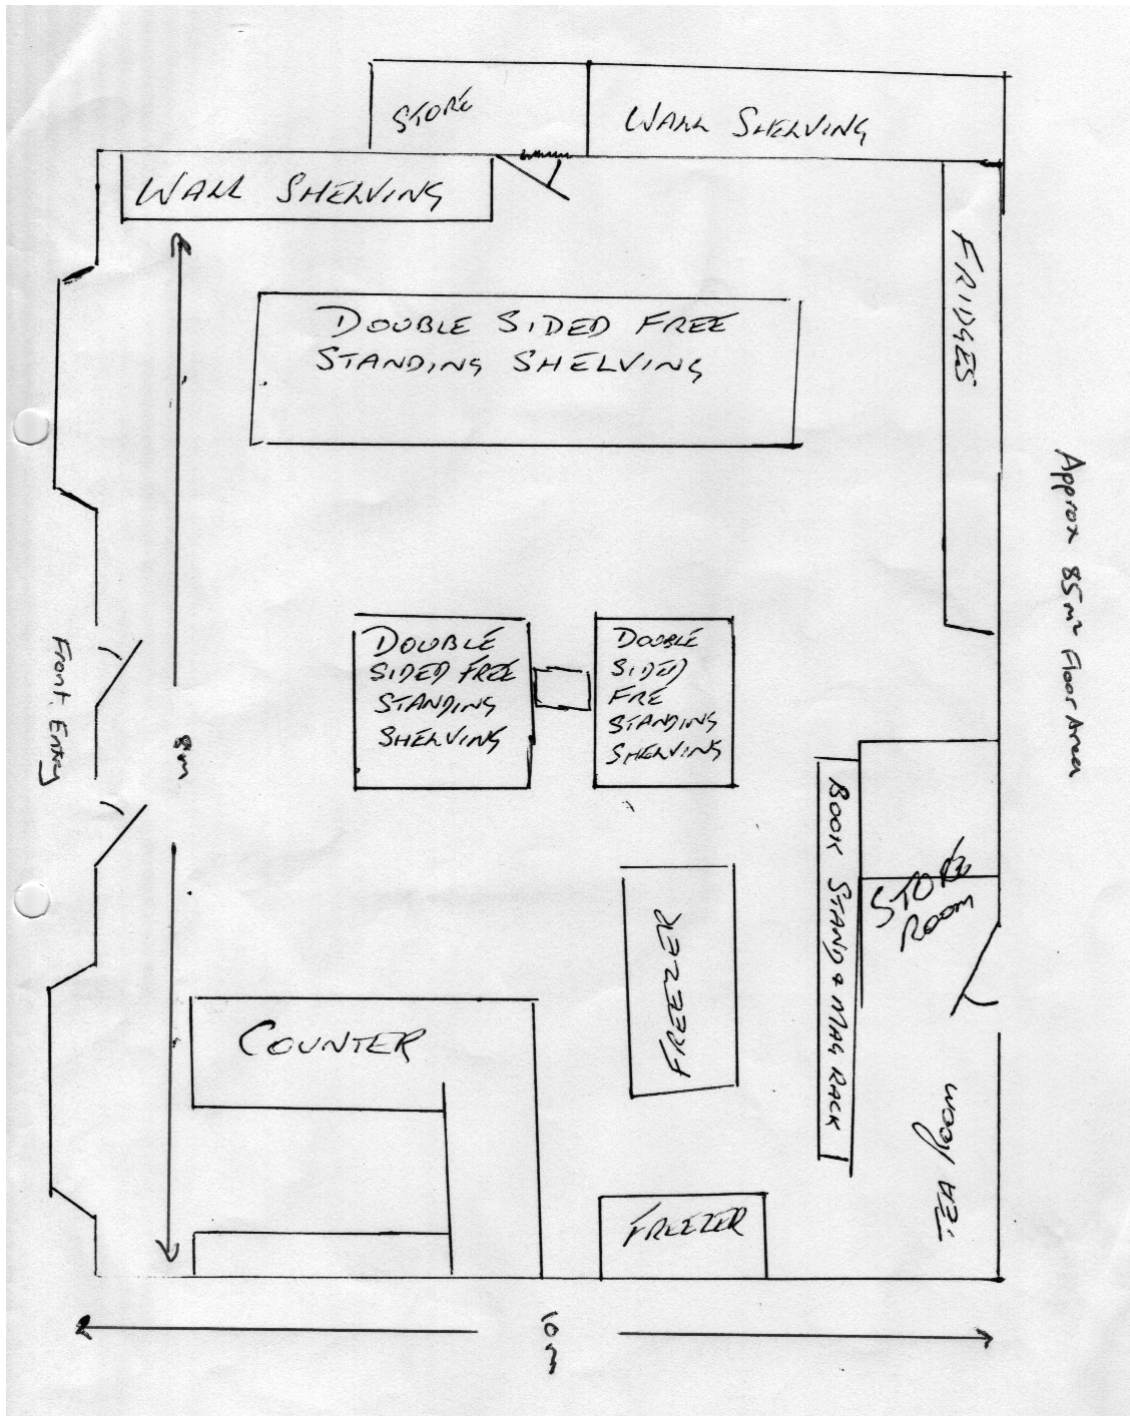 STORE
WALL SHELVING
WALL SHELVING
FRIDGES
DOUBLE SIDED FREE
STANDING SHELVING
Approx 85m² Floor Area
Front Entry
8m
DOUBLE
SIDED FREE
STANDING
SHELVING
DOUBLE
SIDED
FRE
STANDING
SHELVING
BOOK STAND & MAG RACK
STORE
ROOM
FREEZER
COUNTER
TEA ROOM
FREEZER
10m